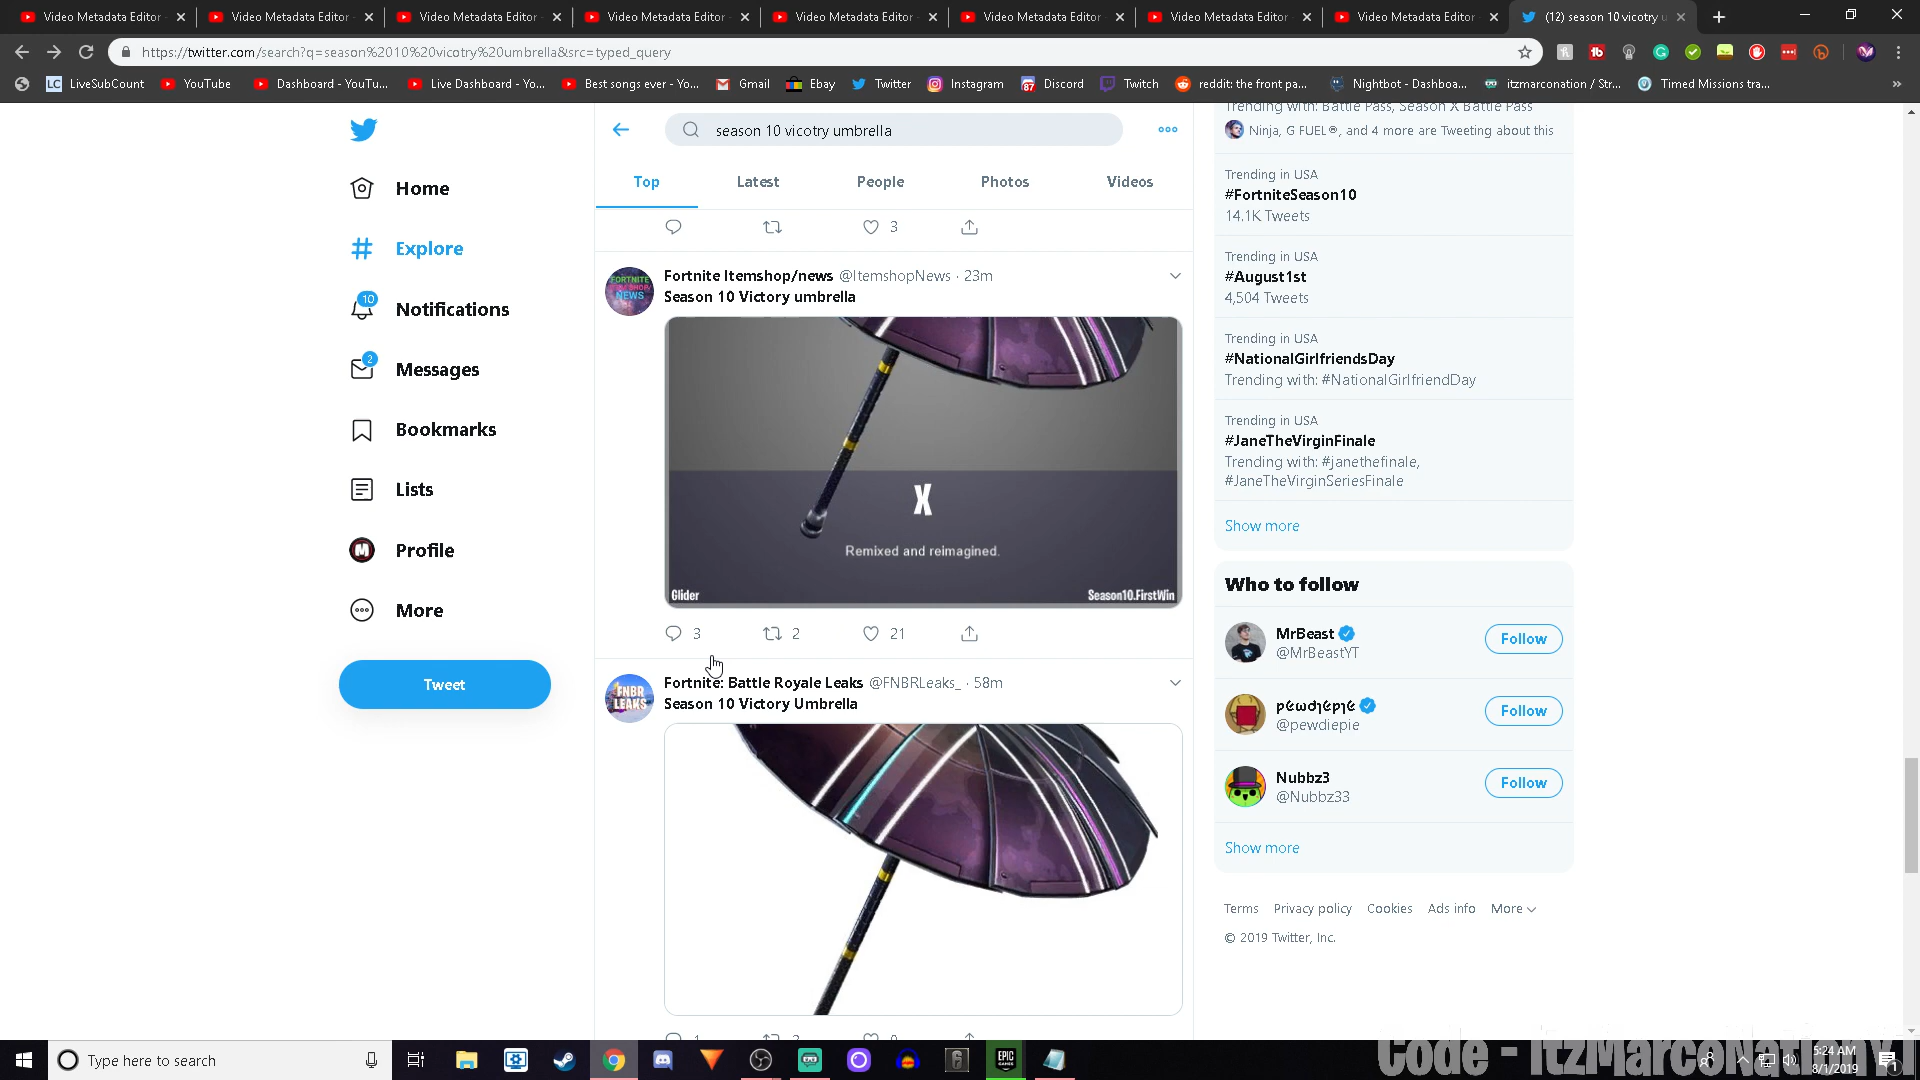 Video Metadata Editor
Video Metadata Editor
Video Metadata Editor
Video Metadata Editor
Video Metadata Editor
Video Metadata Editor
Video Metadata Editor
Video Metadata Editor
(12) season 10 vicotry u
https://twitter.com/search?q=season%2010%20vicotry%20umbrella&src=typed_query
LC LiveSubCount
YouTube
Dashboard - YouTu...
Live Dashboard - Yo...
Best songs ever - Yo...
Gmail
Ebay
Twitter
Instagram
87 Discord
Twitch
reddit: the front pa...
Nightbot - Dashboa...
itzmarconation / Str...
Timed Missions tra...
Home
Explore
10
Notifications
2
Messages
Bookmarks
Lists
Profile
More
Tweet
season 10 vicotry umbrella
Top
Latest
People
Photos
Videos
3
FORTNITE
ITEMSHOP
NEWS
Fortnite Itemshop/news @ItemshopNews · 23m
Season 10 Victory umbrella
X
Remixed and reimagined.
Glider
Season10.FirstWin
3
2
21
FNBR
LEAKS
Fortnite: Battle Royale Leaks @FNBRLeaks_ · 58m
Season 10 Victory Umbrella
Trending with: Battle Pass, Season X Battle Pass
Ninja, G FUEL®, and 4 more are Tweeting about this
Trending in USA
#FortniteSeason10
14.1K Tweets
Trending in USA
#August1st
4,504 Tweets
Trending in USA
#NationalGirlfriendsDay
Trending with: #NationalGirlfriendDay
Trending in USA
#JaneTheVirginFinale
Trending with: #janethefinale,
#JaneTheVirginSeriesFinale
Show more
Who to follow
MrBeast
@MrBeastYT
Follow
@pewdiepie
Follow
Nubbz3
@Nubbz33
Follow
Show more
Terms Privacy policy Cookies Ads info More
© 2019 Twitter, Inc.
Type here to search
EPIC
GAMES
5:24 AM
8/1/2019
Code - ItzMarcoNationYT